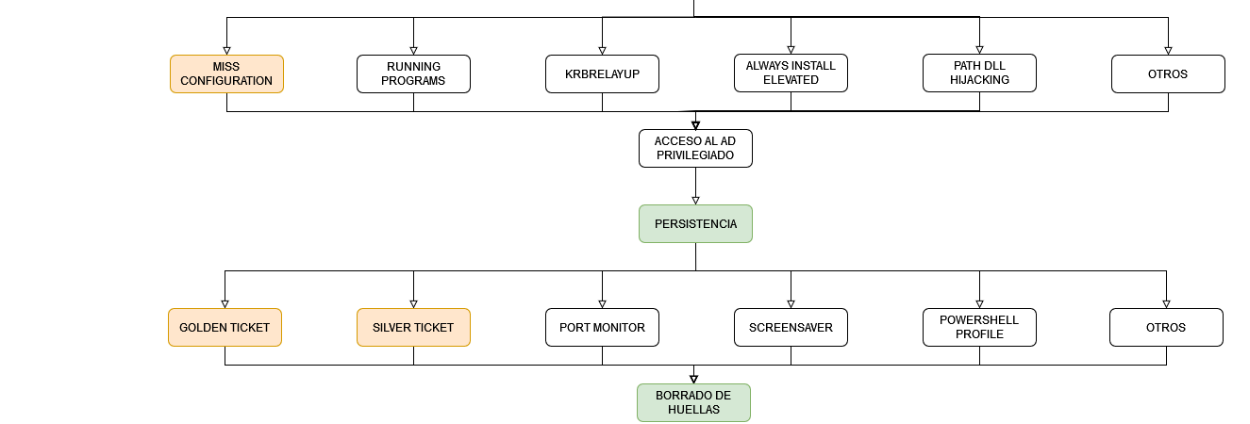 MISS
CONFIGURATION
RUNNING
PROGRAMS
KRBRELAYUP
ALWAYS INSTALL
ELEVATED
PATH DLL
HIJACKING
OTROS
ACCESO AL AD
PRIVILEGIADO
PERSISTENCIA
GOLDEN TICKET
SILVER TICKET
PORT MONITOR
SCREENSAVER
POWERSHELL
PROFILE
OTROS
BORRADO DE
HUELLAS